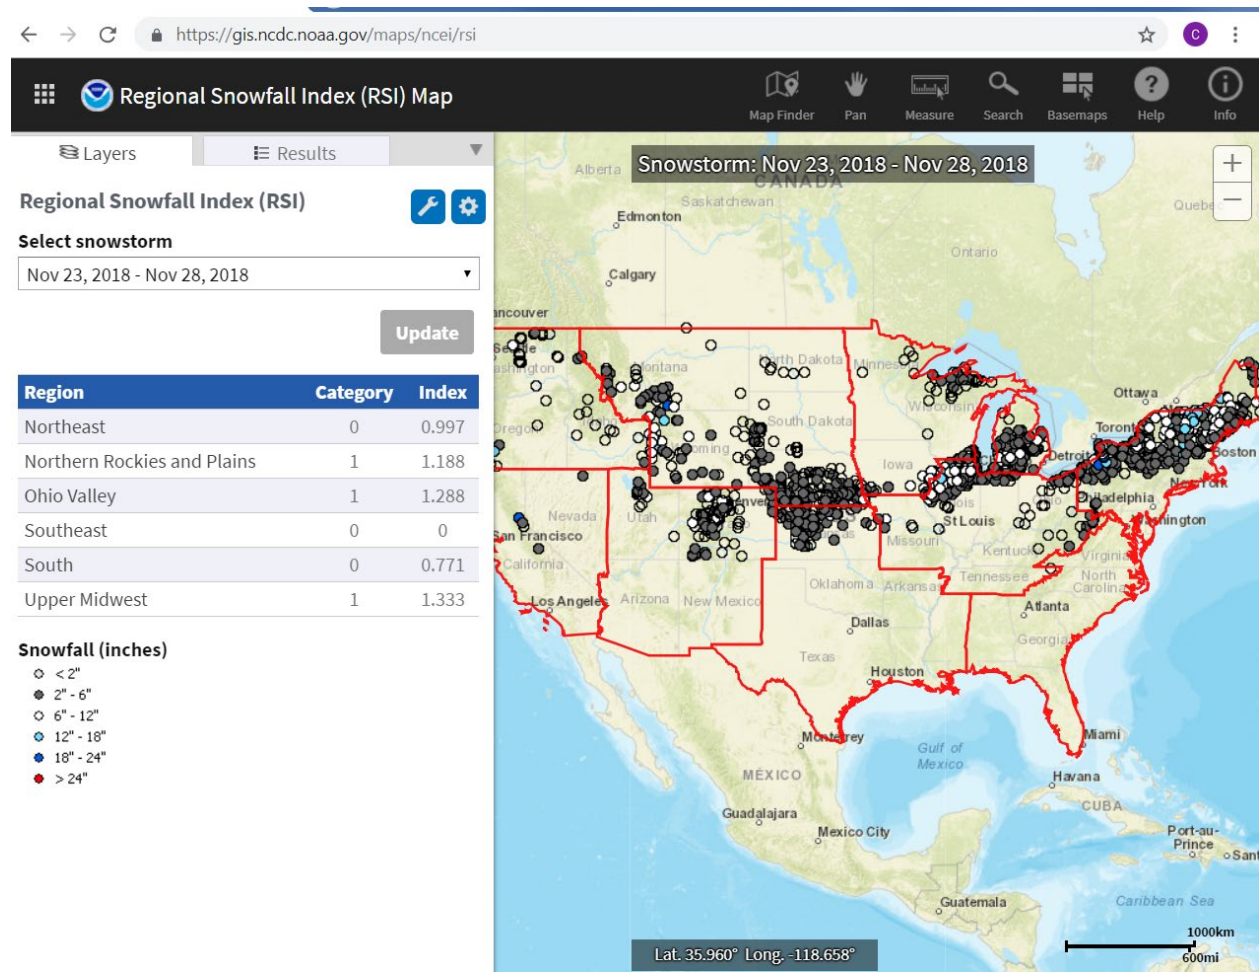 https://gis.ncdc.noaa.gov/maps/ncei/rsi
C
Regional Snowfall Index (RSI) Map
Map Finder
Pan
Measure
Search
Basemaps
Help
Info
Layers
Results
Regional Snowfall Index (RSI)
Select snowstorm
Nov 23, 2018 - Nov 28, 2018
Update
Region Category Index
Northeast 0 0.997
Northern Rockies and Plains 1 1.188
Ohio Valley 1 1.288
Southeast 0 0
South 0 0.771
Upper Midwest 1 1.333
Snowfall (inches)
< 2"
2" - 6"
6" - 12"
12" - 18"
18" - 24"
> 24"
Snowstorm: Nov 23, 2018 - Nov 28, 2018
+
−
Alberta
CANADA
Saskatchewan
Edmonton
Ontario
Calgary
North Dakota
Montana
Ottawa
South Dakota
Wisconsin
Iowa
Detroit
Boston
Nevada
Utah
St Louis
Philadelphia
San Francisco
Missouri
Washington
California
Virginia
Los Angeles
Arizona
New Mexico
Oklahoma
Arkansas
Tennessee
North
Carolina
Atlanta
Dallas
Georgia
Texas
Houston
Monterrey
Gulf of
Mexico
Miami
MÉXICO
Havana
CUBA
Guadalajara
Mexico City
Port-au-
Prince
Guatemala
Caribbean Sea
Lat. 35.960° Long. -118.658°
1000km
600mi